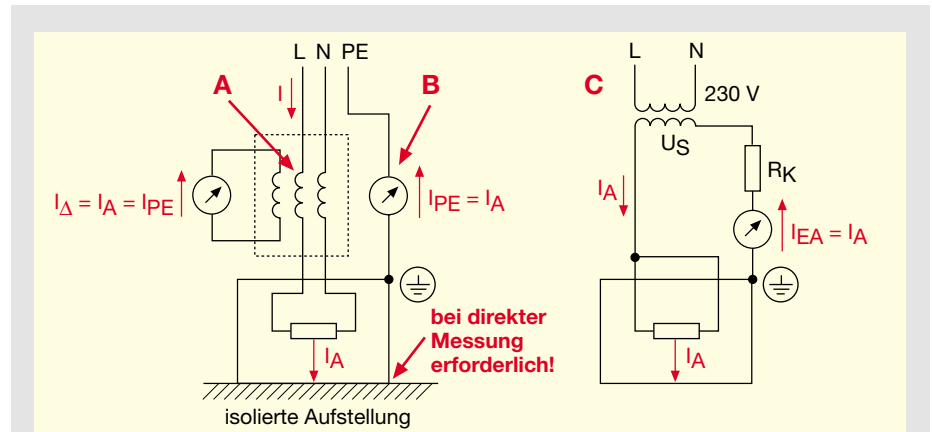 L N PE
A
I
B
I∆ = IA = IPE
IPE = IA
IA
bei direkter
Messung
erforderlich!
isolierte Aufstellung
C
L N
230 V
US
RK
IA
IEA = IA
IA